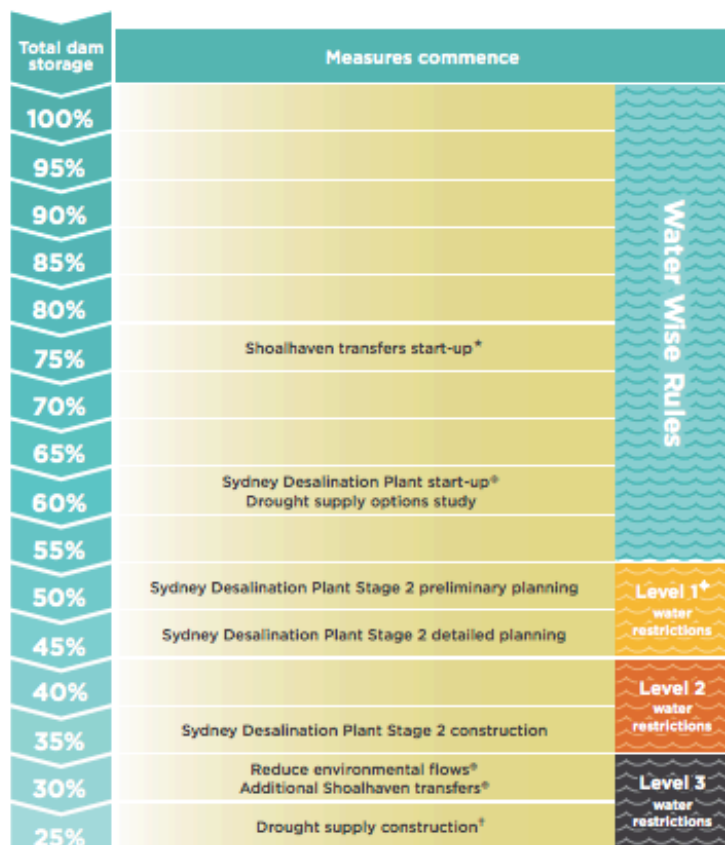 Total dam
storage
Measures commence
100%
95%
90%
85%
80%
75%
Shoalhaven transfers start-up*
70%
65%
60%
Sydney Desalination Plant start-up®
Drought supply options study
55%
Water Wise Rules
50%
Sydney Desalination Plant Stage 2 preliminary planning
Level 1✦
water
restrictions
45%
Sydney Desalination Plant Stage 2 detailed planning
40%
Level 2
water
restrictions
35%
Sydney Desalination Plant Stage 2 construction
30%
Reduce environmental flows®
Additional Shoalhaven transfers®
Level 3
water
restrictions
25%
Drought supply construction†